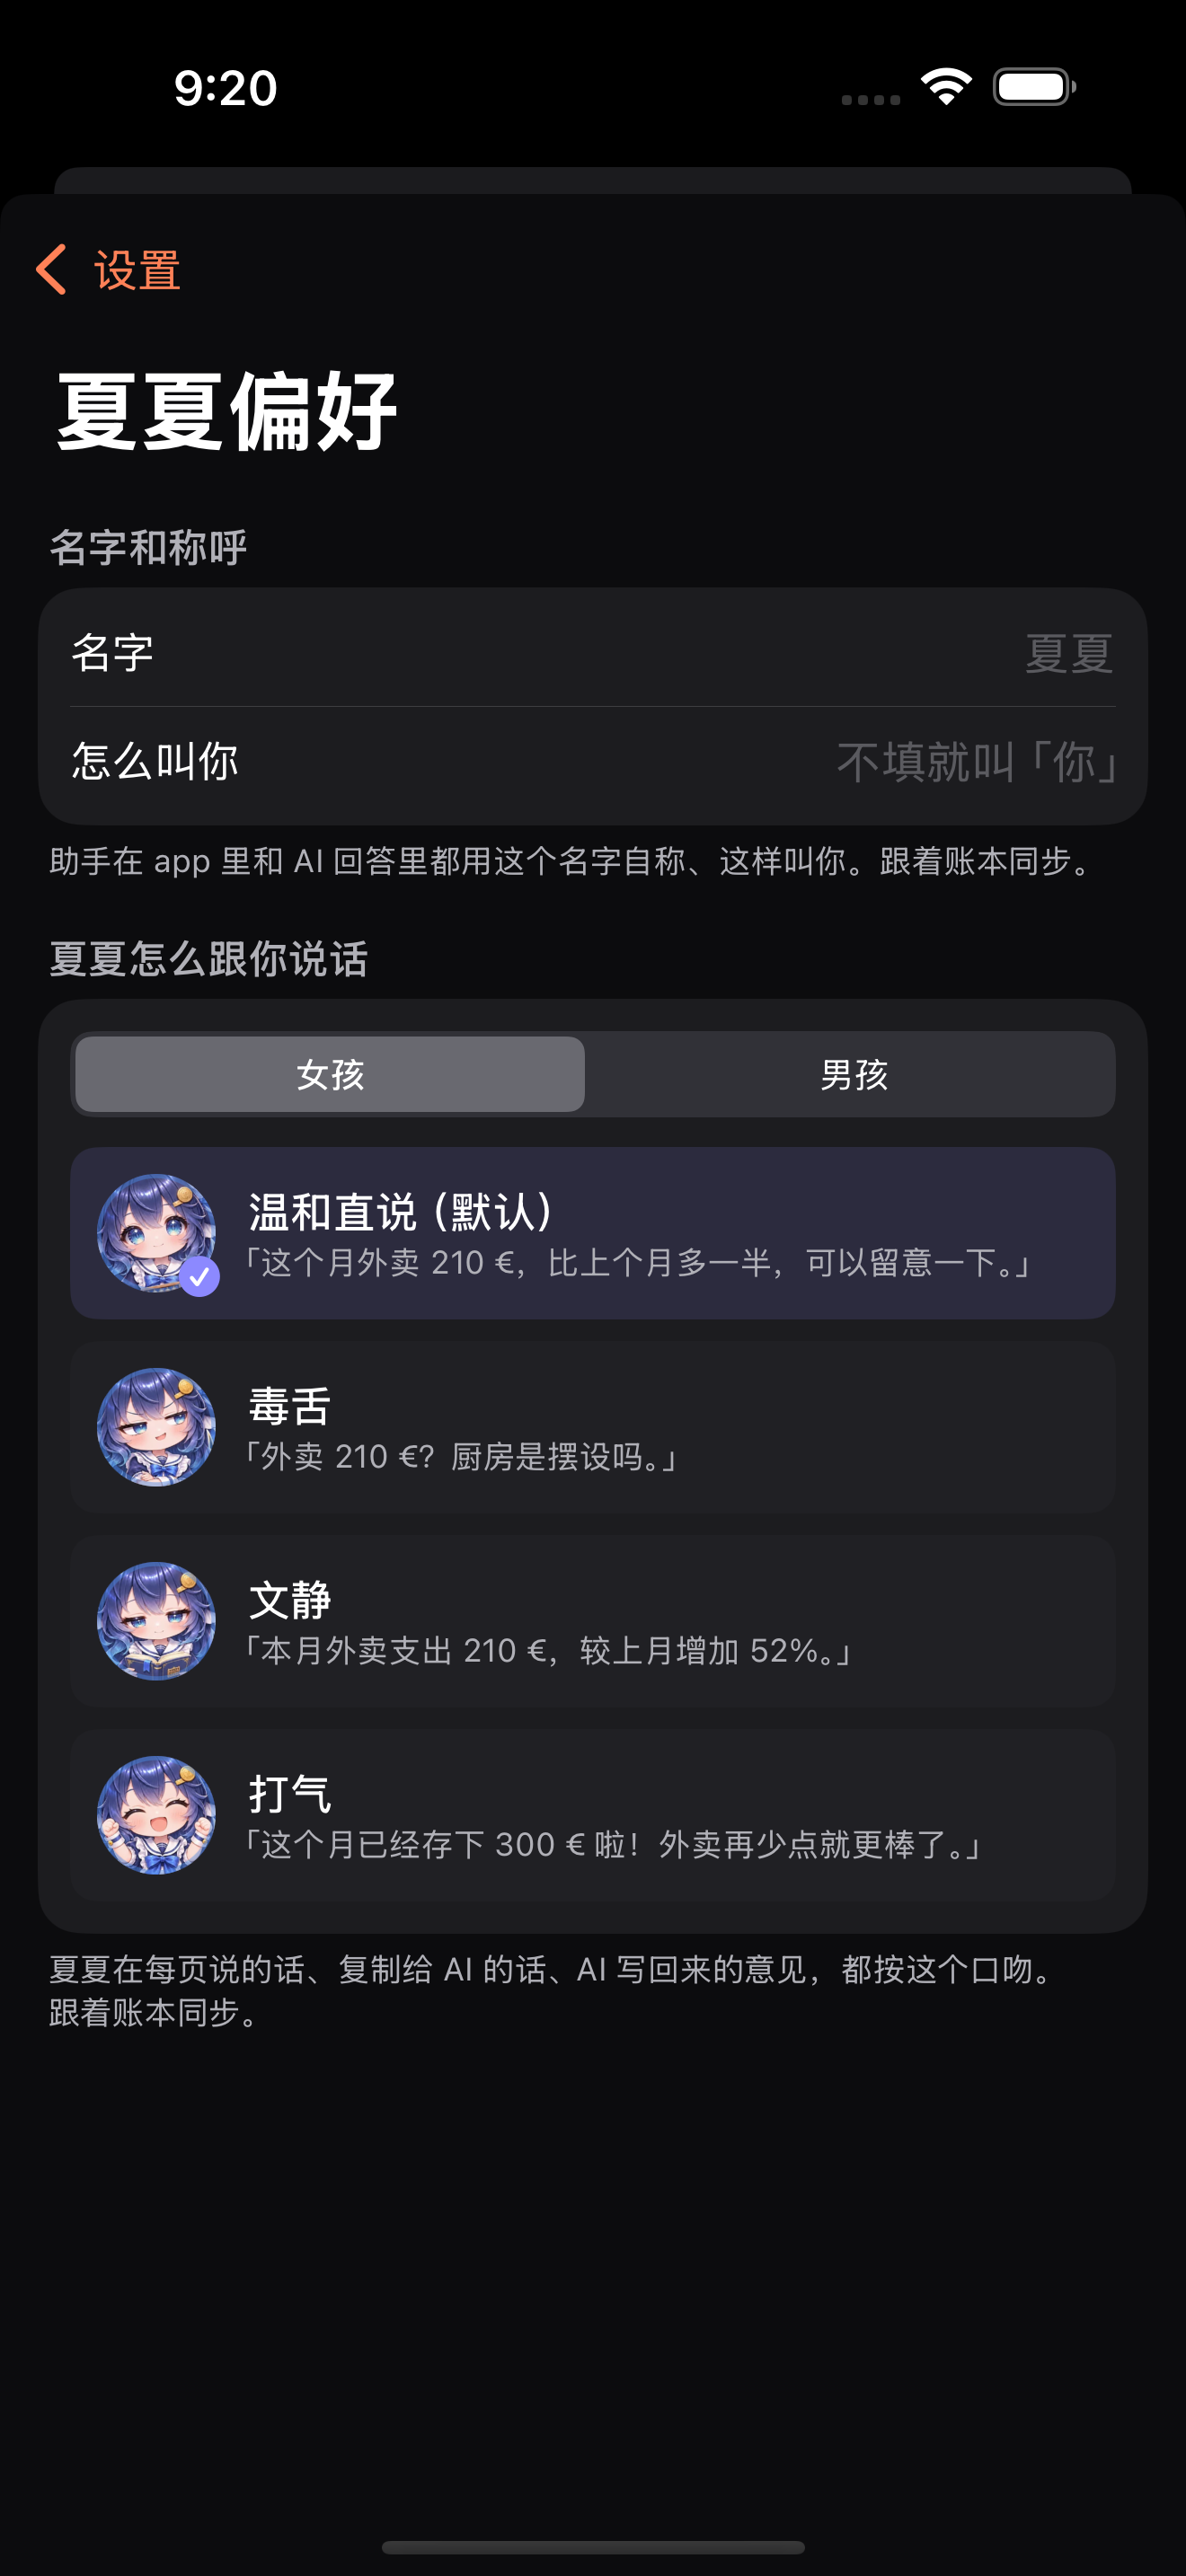 9:20
设置
夏夏偏好
名字和称呼
名字 夏夏
怎么叫你 不填就叫「你」
助手在 app 里和 AI 回答里都用这个名字自称、这样叫你。跟着账本同步。
夏夏怎么跟你说话
女孩 男孩
温和直说（默认）
「这个月外卖 210 €，比上个月多一半，可以留意一下。」
毒舌
「外卖 210 €？厨房是摆设吗。」
文静
「本月外卖支出 210 €，较上月增加 52%。」
打气
「这个月已经存下 300 € 啦！外卖再少点就更棒了。」
夏夏在每页说的话、复制给 AI 的话、AI 写回来的意见，都按这个口吻。
跟着账本同步。